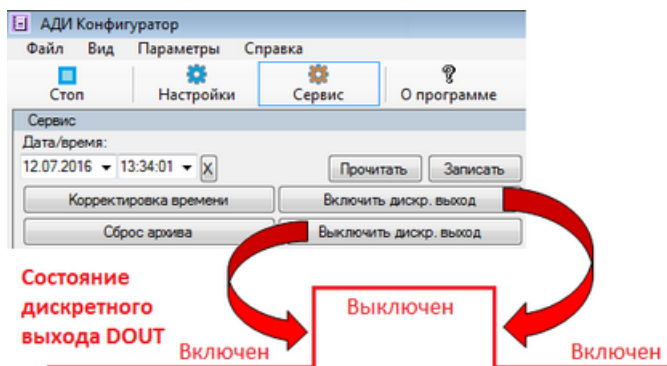 АДИ Конфигуратор
Файл Вид Параметры Справка
Стоп Настройки Сервис О программе
Сервис
Дата/время:
12.07.2016 13:34:01 X Прочитать Записать
Корректировка времени Включить дискр. выход
Сброс архива Выключить дискр. выход
Состояние
дискретного
выхода DOUT
Выключен
Включен Включен